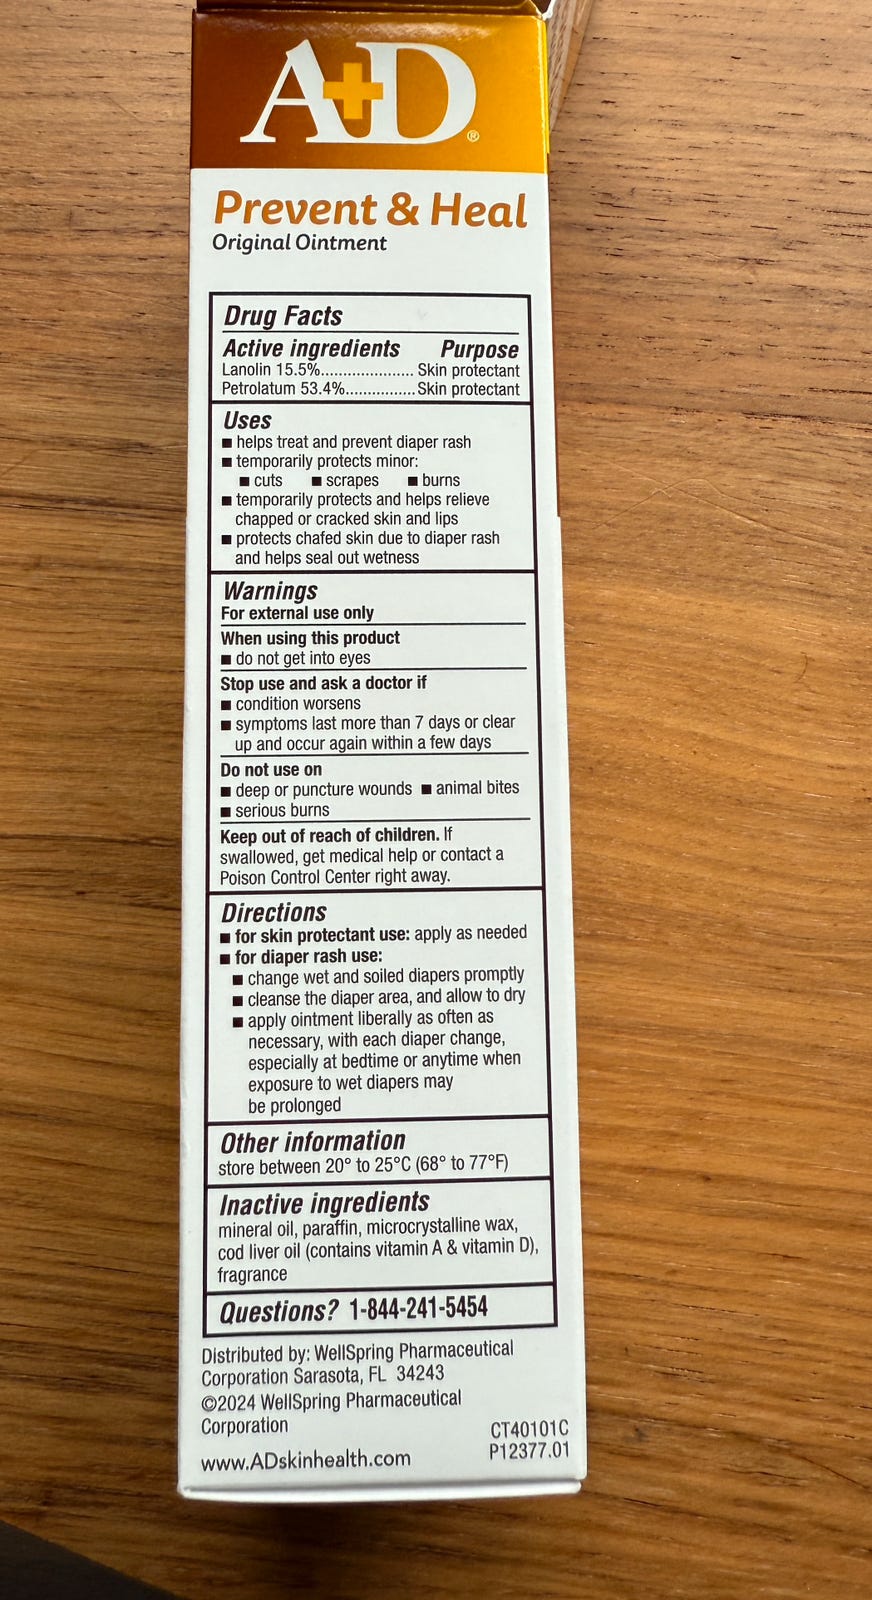 A+D®
Prevent & Heal
Original Ointment
Drug Facts
Active ingredients Purpose
Lanolin 15.5%..................... Skin protectant
Petrolatum 53.4%................ Skin protectant
Uses
■ helps treat and prevent diaper rash
■ temporarily protects minor:
■ cuts ■ scrapes ■ burns
■ temporarily protects and helps relieve
chapped or cracked skin and lips
■ protects chafed skin due to diaper rash
and helps seal out wetness
Warnings
For external use only
When using this product
■ do not get into eyes
Stop use and ask a doctor if
■ condition worsens
■ symptoms last more than 7 days or clear
up and occur again within a few days
Do not use on
■ deep or puncture wounds ■ animal bites
■ serious burns
Keep out of reach of children. If
swallowed, get medical help or contact a
Poison Control Center right away.
Directions
■ for skin protectant use: apply as needed
■ for diaper rash use:
■ change wet and soiled diapers promptly
■ cleanse the diaper area, and allow to dry
■ apply ointment liberally as often as
necessary, with each diaper change,
especially at bedtime or anytime when
exposure to wet diapers may
be prolonged
Other information
store between 20° to 25°C (68° to 77°F)
Inactive ingredients
mineral oil, paraffin, microcrystalline wax,
cod liver oil (contains vitamin A & vitamin D),
fragrance
Questions? 1-844-241-5454
Distributed by: WellSpring Pharmaceutical
Corporation Sarasota, FL 34243
©2024 WellSpring Pharmaceutical
Corporation
www.ADskinhealth.com
CT40101C
P12377.01